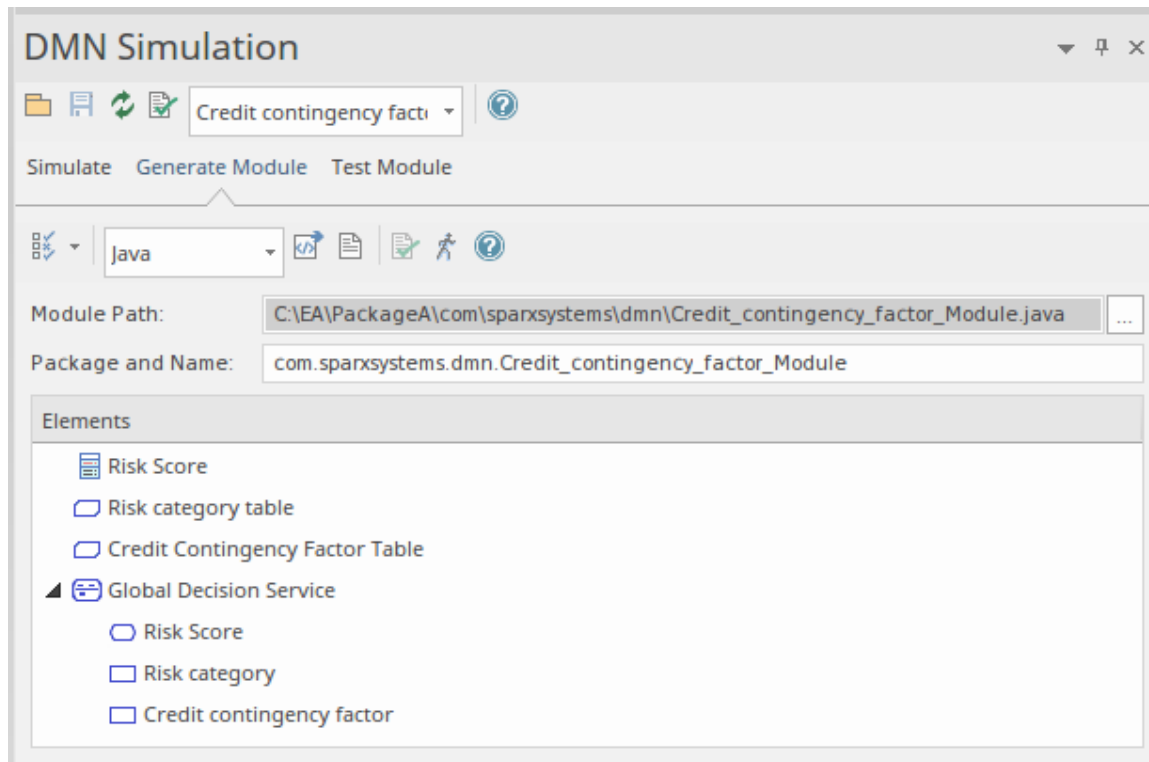 DMN Simulation
Credit contingency facto
Simulate Generate Module Test Module
Java
Module Path: C:\EA\PackageA\com\sparxsystems\dmn\Credit_contingency_factor_Module.java ...
Package and Name: com.sparxsystems.dmn.Credit_contingency_factor_Module
Elements
Risk Score
Risk category table
Credit Contingency Factor Table
Global Decision Service
Risk Score
Risk category
Credit contingency factor